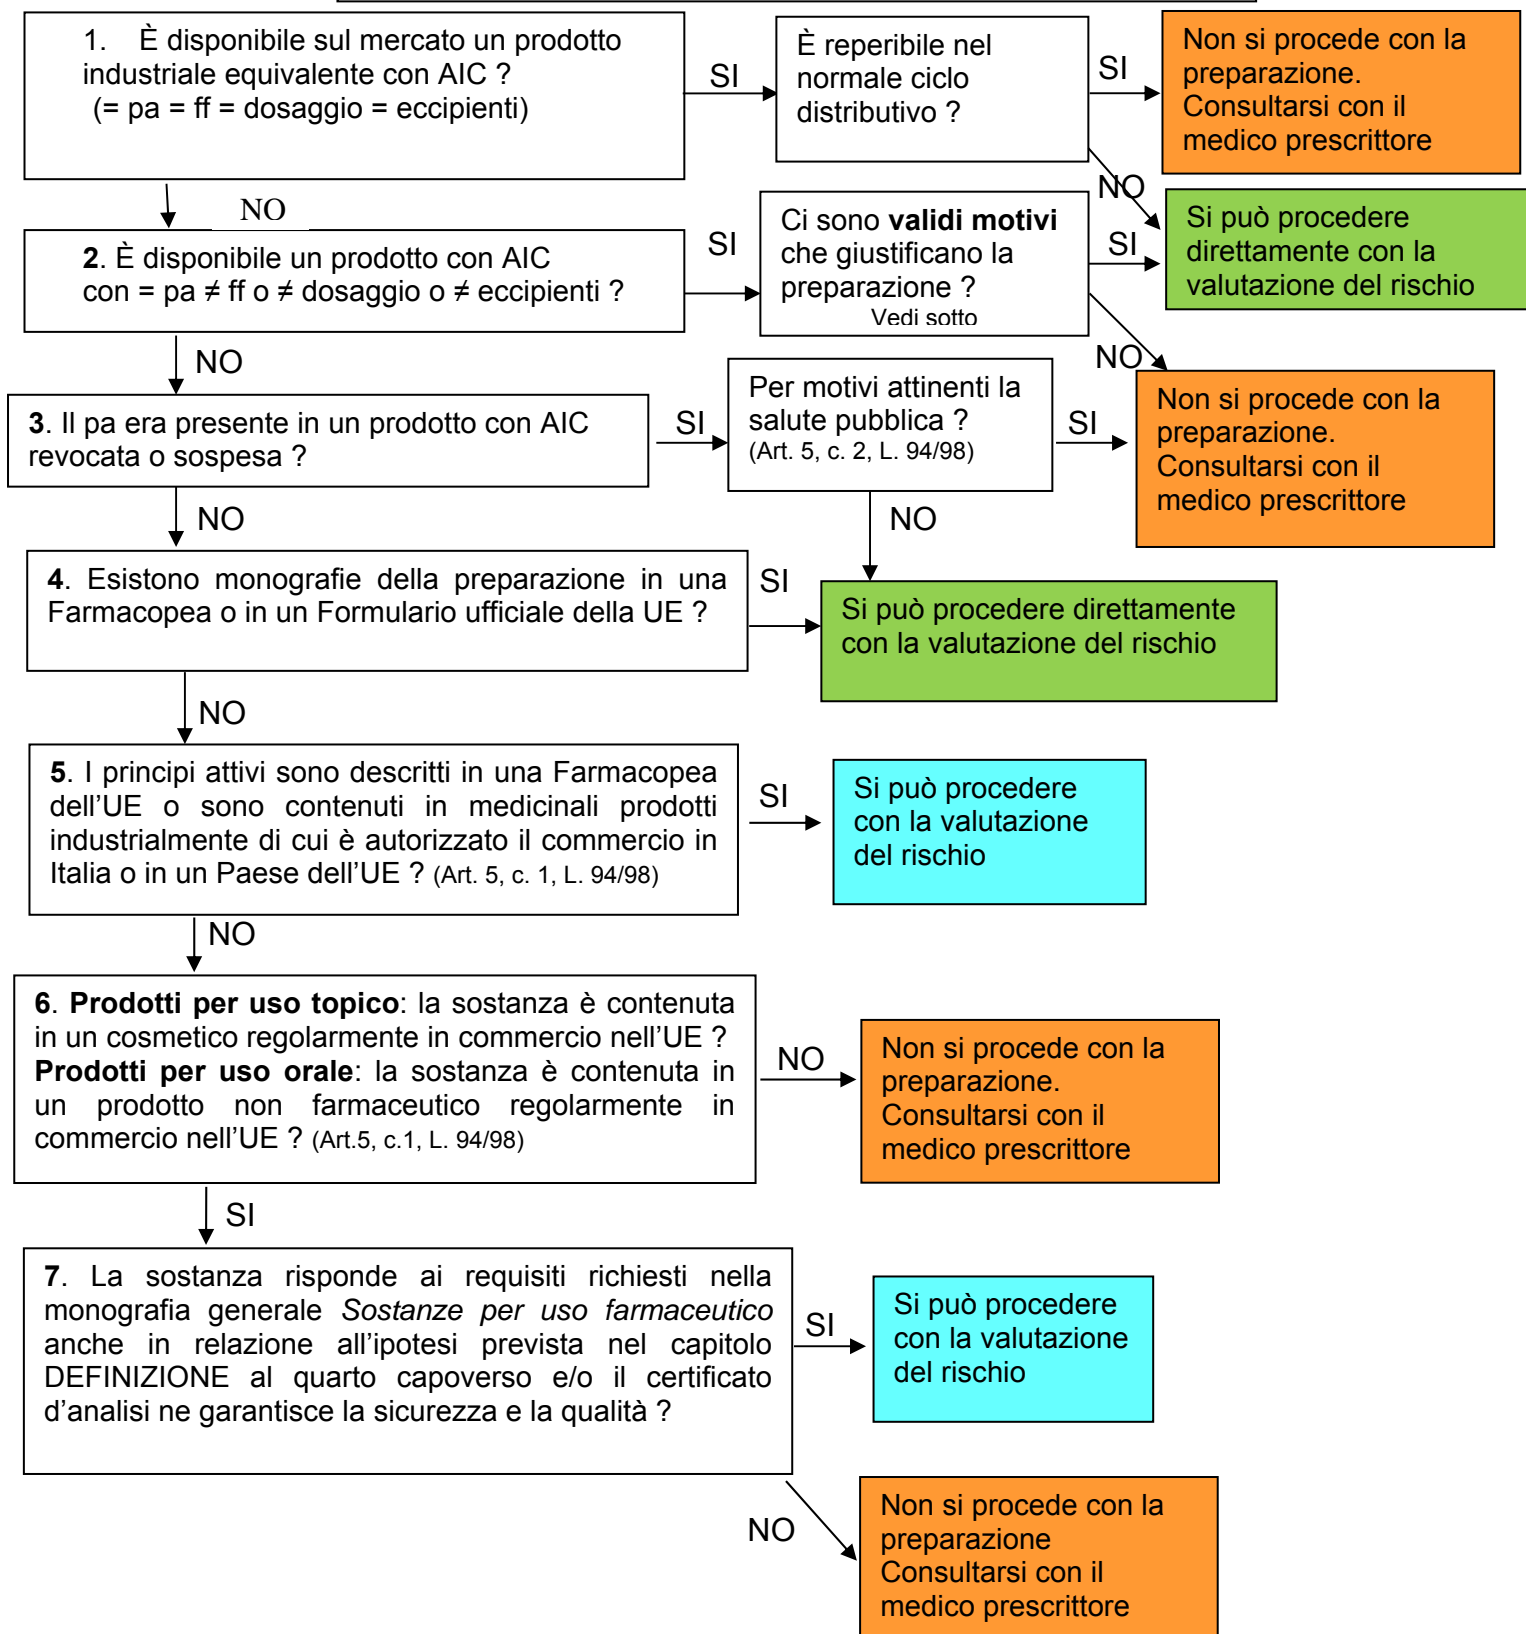 1. È disponibile sul mercato un prodotto
industriale equivalente con AIC ?
(= pa = ff = dosaggio = eccipienti)
SI
È reperibile nel
normale ciclo
distributivo ?
SI
Non si procede con la
preparazione.
Consultarsi con il
medico prescrittore
NO
NO
2. È disponibile un prodotto con AIC
con = pa ≠ ff o ≠ dosaggio o ≠ eccipienti ?
SI
Ci sono validi motivi
che giustificano la
preparazione ?
Vedi sotto
SI
Si può procedere
direttamente con la
valutazione del rischio
NO
NO
3. Il pa era presente in un prodotto con AIC
revocata o sospesa ?
SI
Per motivi attinenti la
salute pubblica ?
(Art. 5, c. 2, L. 94/98)
SI
Non si procede con la
preparazione.
Consultarsi con il
medico prescrittore
NO
NO
4. Esistono monografie della preparazione in una
Farmacopea o in un Formulario ufficiale della UE ?
SI
Si può procedere direttamente
con la valutazione del rischio
NO
5. I principi attivi sono descritti in una Farmacopea
dell’UE o sono contenuti in medicinali prodotti
industrialmente di cui è autorizzato il commercio in
Italia o in un Paese dell’UE ? (Art. 5, c. 1, L. 94/98)
SI
Si può procedere
con la valutazione
del rischio
NO
6. Prodotti per uso topico: la sostanza è contenuta
in un cosmetico regolarmente in commercio nell’UE ?
Prodotti per uso orale: la sostanza è contenuta in
un prodotto non farmaceutico regolarmente in
commercio nell’UE ? (Art.5, c.1, L. 94/98)
NO
Non si procede con la
preparazione.
Consultarsi con il
medico prescrittore
SI
7. La sostanza risponde ai requisiti richiesti nella
monografia generale Sostanze per uso farmaceutico
anche in relazione all’ipotesi prevista nel capitolo
DEFINIZIONE al quarto capoverso e/o il certificato
d’analisi ne garantisce la sicurezza e la qualità ?
SI
Si può procedere
con la valutazione
del rischio
NO
Non si procede con la
preparazione
Consultarsi con il
medico prescrittore